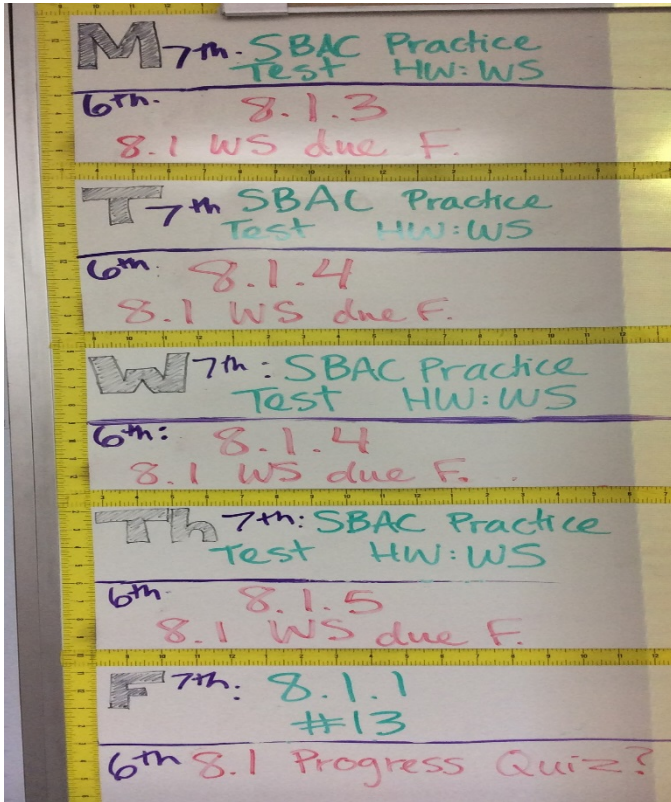 M 7th. SBAC Practice
Test HW: WS
6th. 8.1.3
8.1 WS due F.
T 7th SBAC Practice
Test HW: WS
6th: 8.1.4
8.1 WS due F.
W 7th: SBAC Practice
Test HW: WS
6th: 8.1.4
8.1 WS due F.
Th 7th: SBAC Practice
Test HW: WS
6th. 8.1.5
8.1 WS due F.
F 7th: 8.1.1
#13
6th 8.1 Progress Quiz?